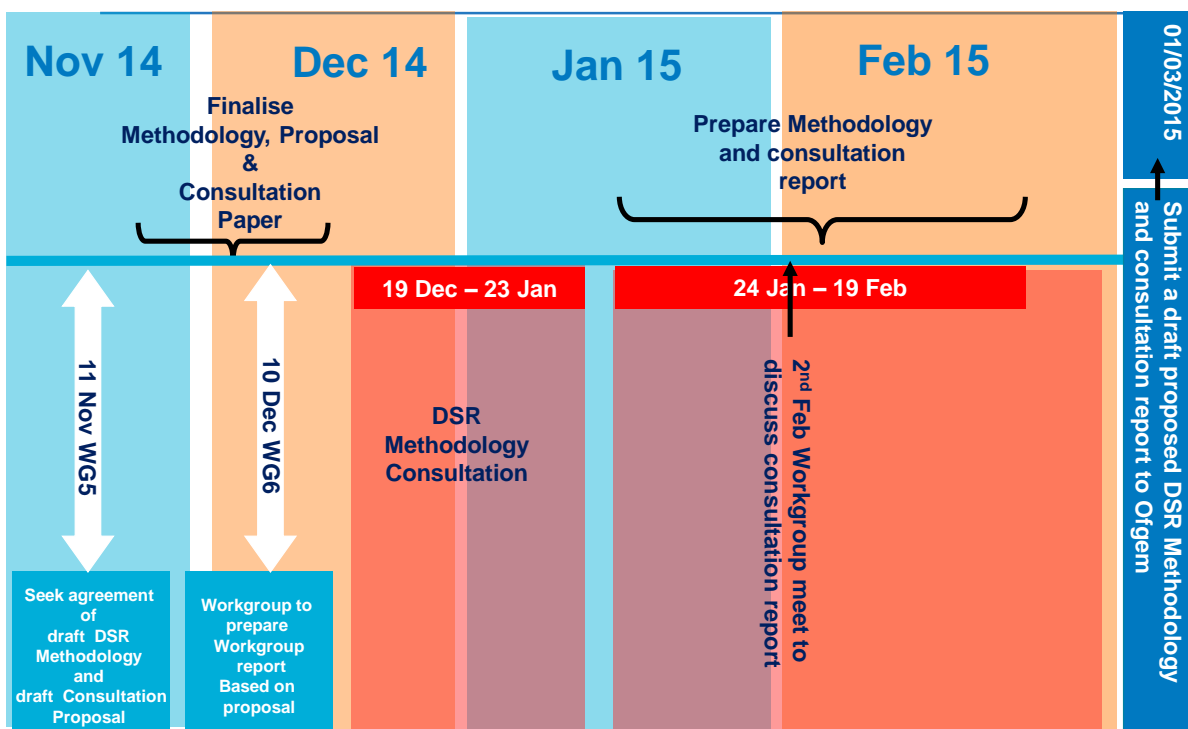 Nov 14
Dec 14
Jan 15
Feb 15
01/03/2015
Finalise
Methodology, Proposal
&
Consultation
Paper
Prepare Methodology
and consultation
report
19 Dec – 23 Jan
24 Jan – 19 Feb
11 Nov WG5
10 Dec WG6
DSR
Methodology
Consultation
2nd Feb Workgroup meet to
discuss consultation report
Submit a draft proposed DSR Methodology
and consultation report to Ofgem
Seek agreement
of
draft DSR
Methodology
and
draft Consultation
Proposal
Workgroup to
prepare
Workgroup
report
Based on
proposal